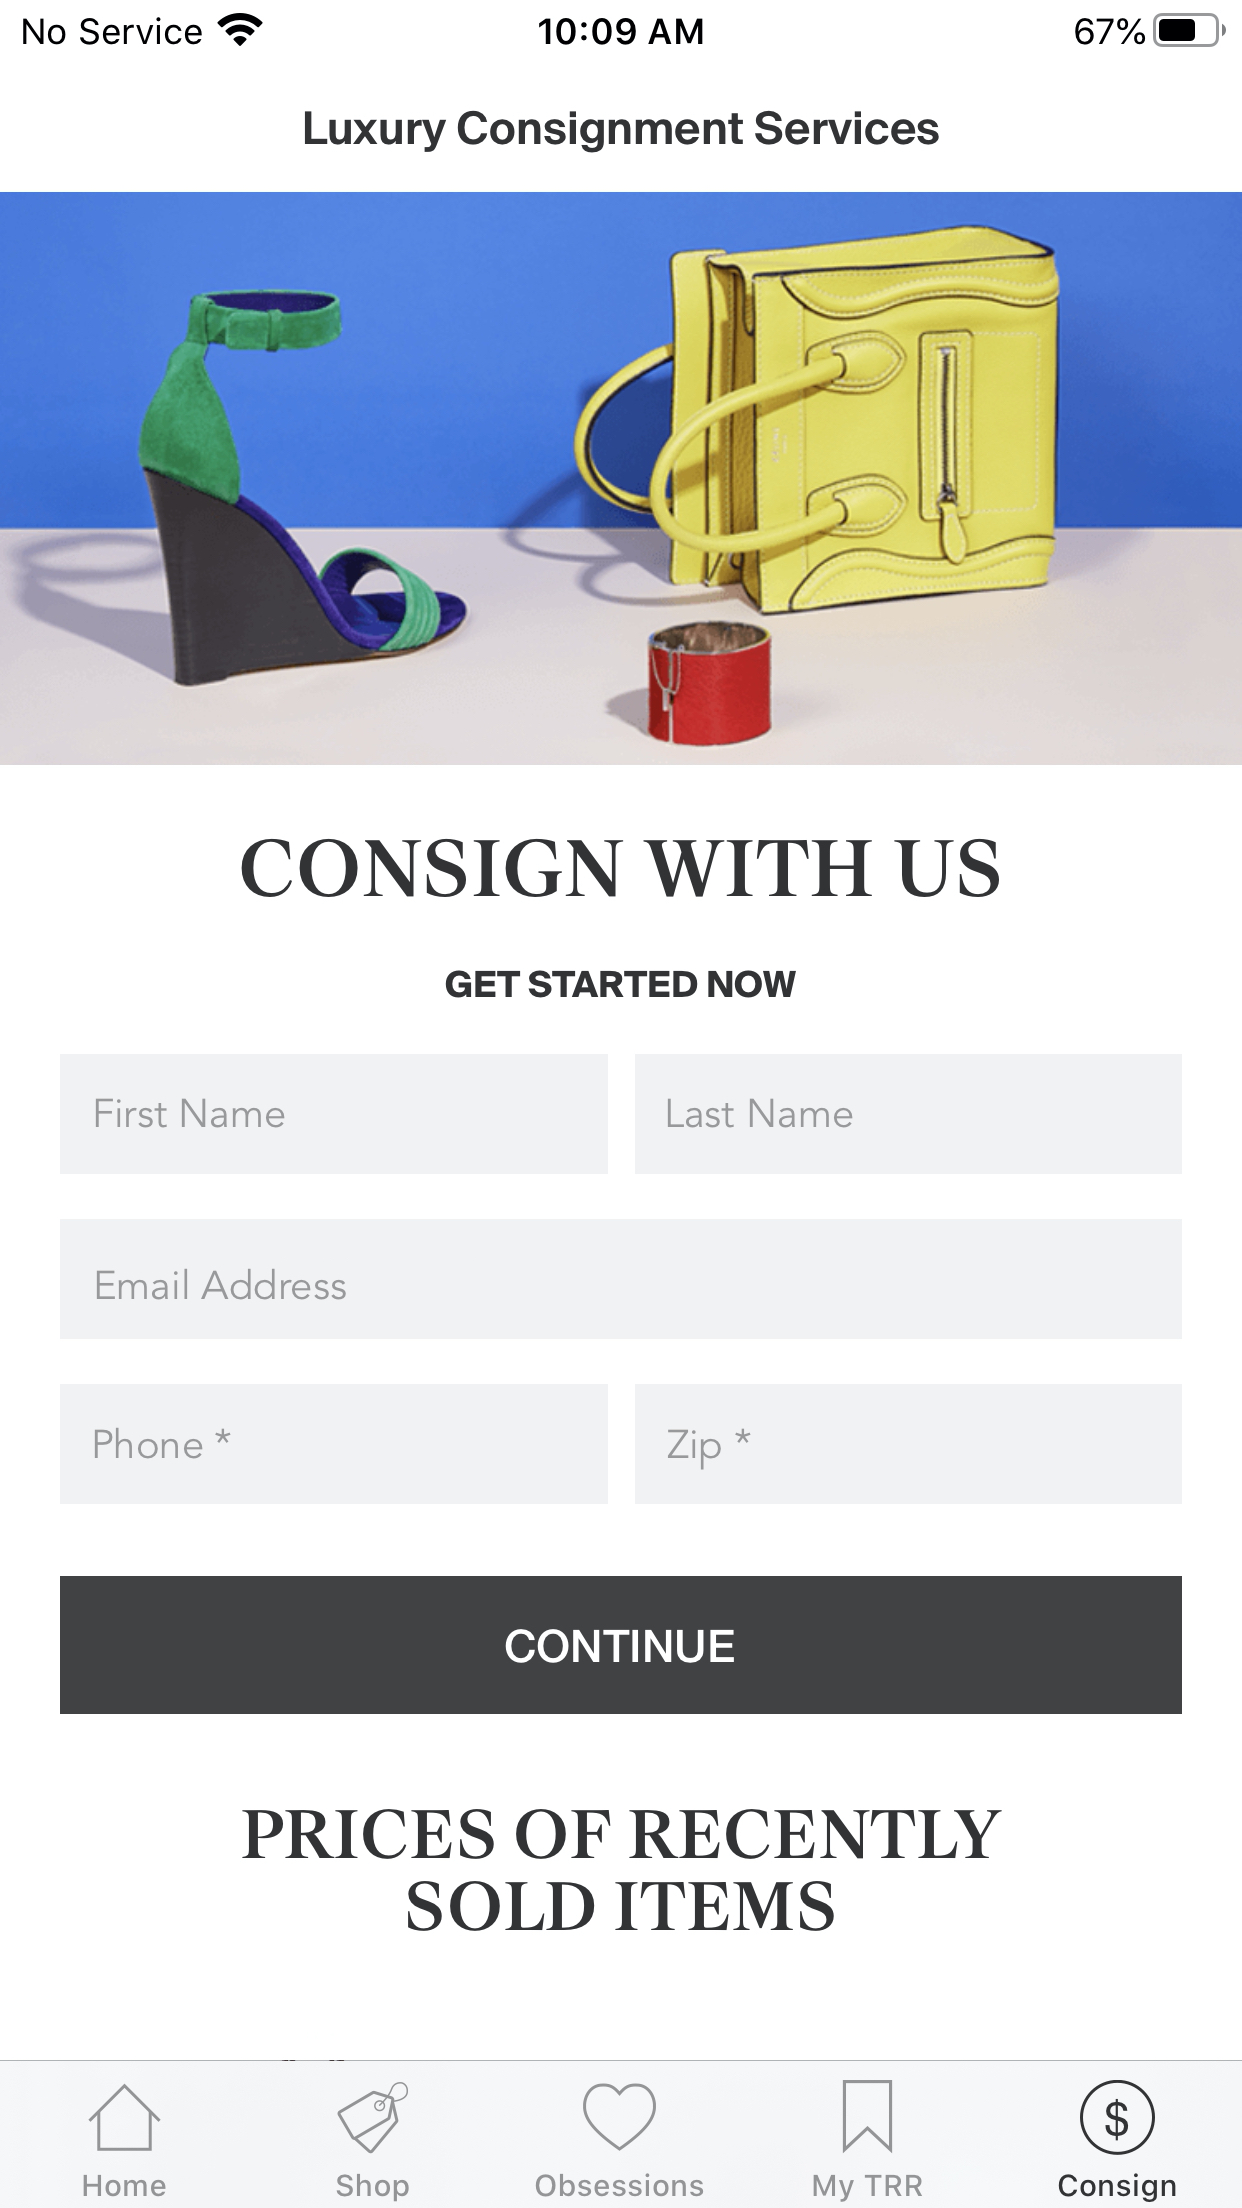 No Service
10:09 AM
67%
Luxury Consignment Services
CONSIGN WITH US
GET STARTED NOW
First Name
Last Name
Email Address
Phone *
Zip *
CONTINUE
PRICES OF RECENTLY
SOLD ITEMS
$
Home
Shop
Obsessions
My TRR
Consign